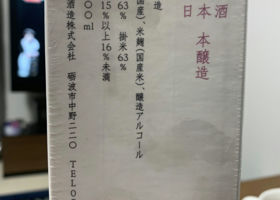 酒
本 本醸造
日
国産)、米麹(国産米)、醸造アルコール
63% 掛米63%
造
15%以上16%未満
00ml
酒造株式会社 砺波市中野二二〇 TEL0